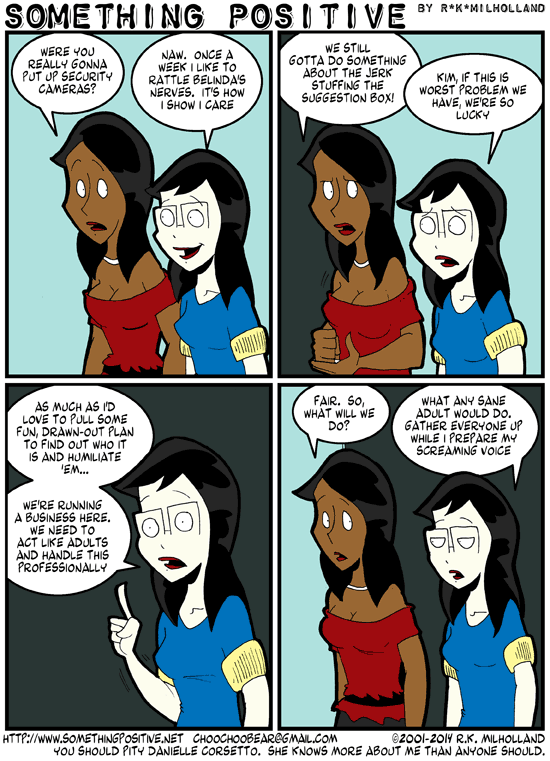 SOMETHING POSITIVE BY R*K*MILHOLLAND
WERE YOU
REALLY GONNA
PUT UP SECURITY
CAMERAS?
NAW. ONCE A
WEEK I LIKE TO
RATTLE BELINDA'S
NERVES. IT'S HOW
I SHOW I CARE
WE STILL
GOTTA DO SOMETHING
ABOUT THE JERK
STUFFING THE
SUGGESTION BOX!
KIM, IF THIS IS
WORST PROBLEM WE
HAVE, WE'RE SO
LUCKY
AS MUCH AS I'D
LOVE TO PULL SOME
FUN, DRAWN-OUT PLAN
TO FIND OUT WHO IT
IS AND HUMILIATE
'EM...
WE'RE RUNNING
A BUSINESS HERE.
WE NEED TO
ACT LIKE ADULTS
AND HANDLE THIS
PROFESSIONALLY
FAIR. SO,
WHAT WILL WE
DO?
WHAT ANY SANE
ADULT WOULD DO.
GATHER EVERYONE UP
WHILE I PREPARE MY
SCREAMING VOICE
HTTP://WWW.SOMETHINGPOSITIVE.NET CHOOCHOOBEAR@GMAIL.COM ©2001-2014 R.K. MILHOLLAND
YOU SHOULD PITY DANIELLE CORSETTO. SHE KNOWS MORE ABOUT ME THAN ANYONE SHOULD.